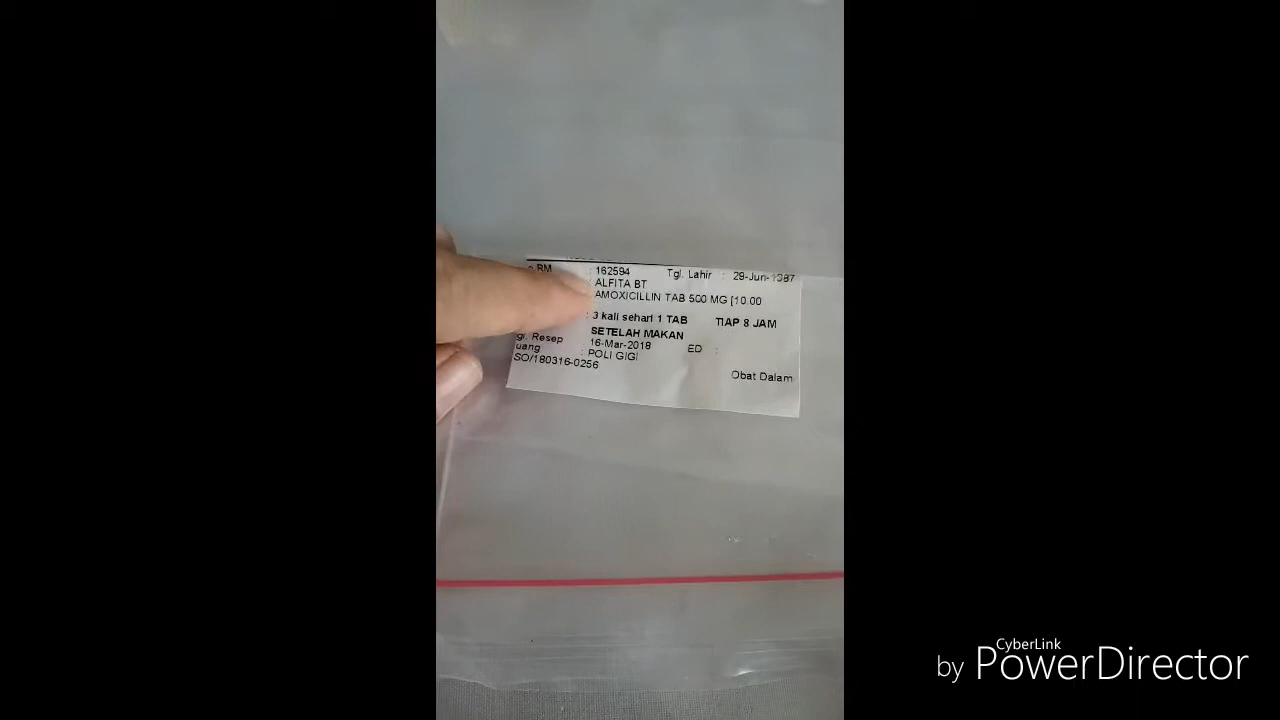 RM : 162594 Tgl. Lahir : 29-Jun-1987
: ALFITA BT
AMOXICILLIN TAB 500 MG [10.00
: 3 kali sehari 1 TAB TIAP 8 JAM
SETELAH MAKAN
gl. Resep : 16-Mar-2018 ED :
uang : POLI GIGI
SO/180316-0256
Obat Dalam
CyberLink
by PowerDirector